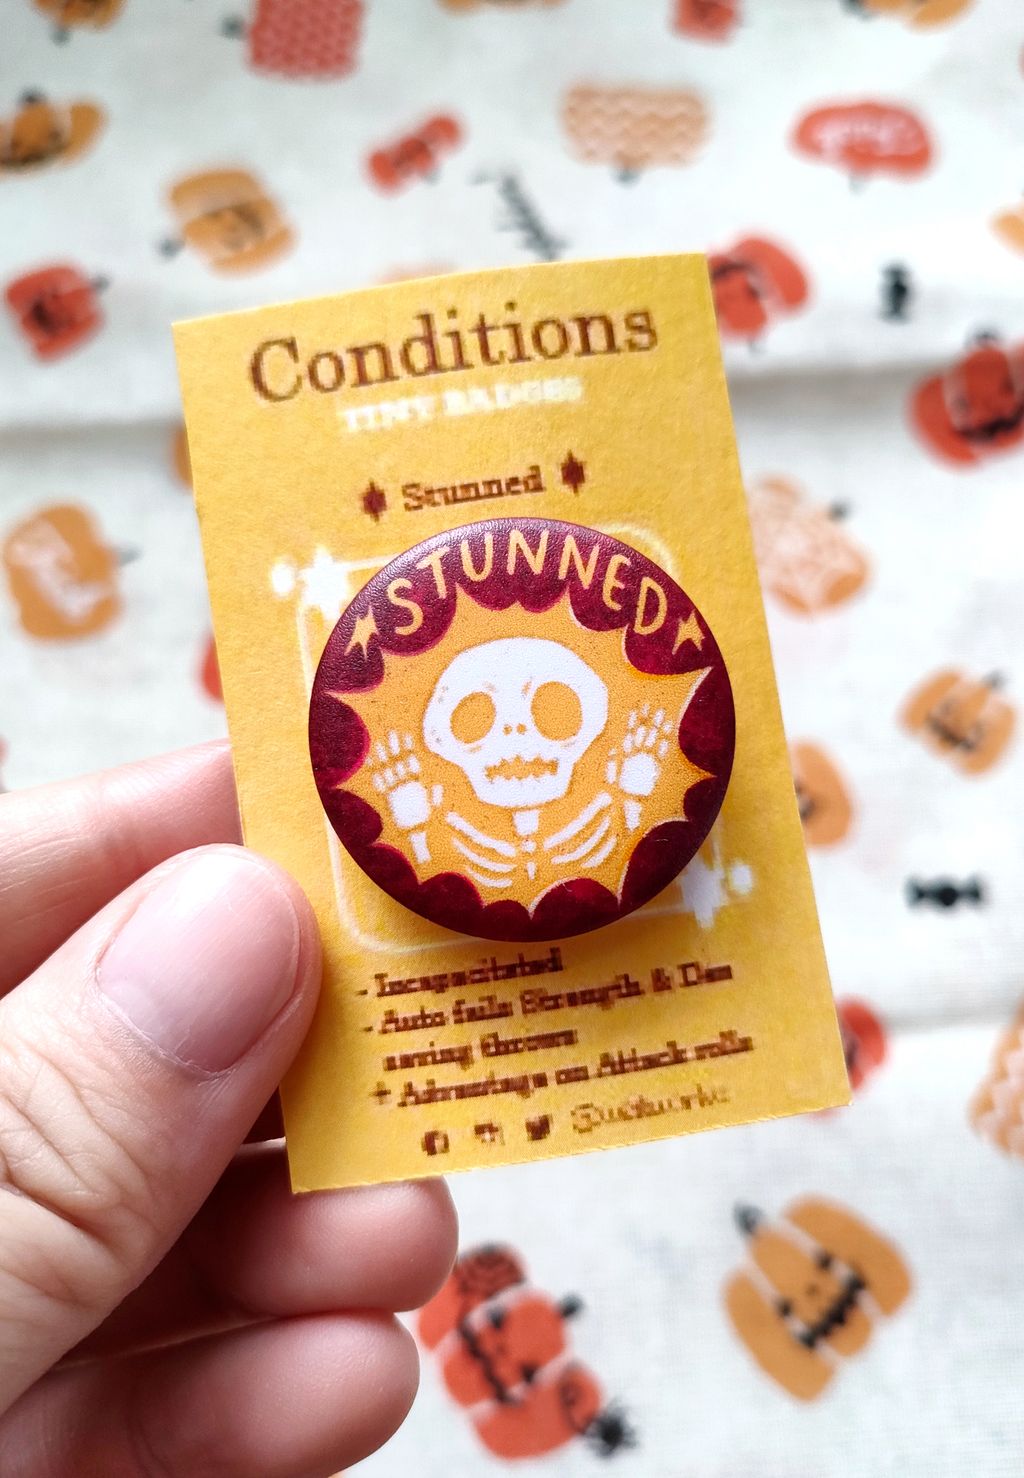 Conditions
TINY BADGES
Stunned
STUNNED
- Incapacitated
- Auto fails Strength & Dex
saving throws
+ Advantage on Attack rolls